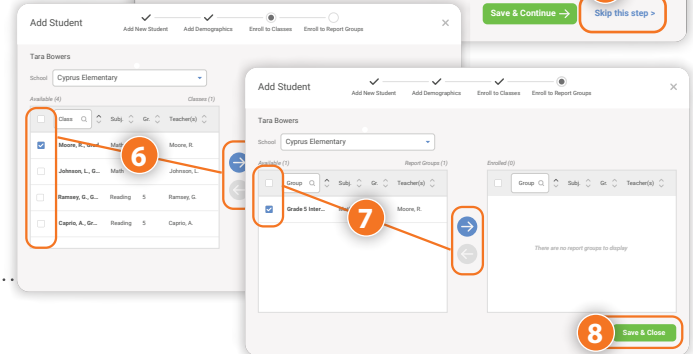 Save & Continue → Skip this step >
Add Student
Add New Student Add Demographics Enroll to Classes Enroll to Report Groups
Tara Bowers
School Cyprus Elementary
Available (4) Classes (1)
Class Subj. Gr. Teacher(s)
Moore, R., Math Moore, R.
Johnson, L., G... Math Johnson, L.
Ramsey, G., G... Reading 5 Ramsey, G.
Caprio, A., Gr... Reading 5 Caprio, A.
6
..
Add Student
Add New Student Add Demographics Enroll to Classes Enroll to Report Groups
Tara Bowers
School Cyprus Elementary
Available (1) Report Groups (1) Enrolled (0)
Group Subj. Gr. Teacher(s) Group Subj. Gr. Teacher(s)
Grade 5 Inter... Moore, R.
7
There are no report groups to display
8 Save & Close